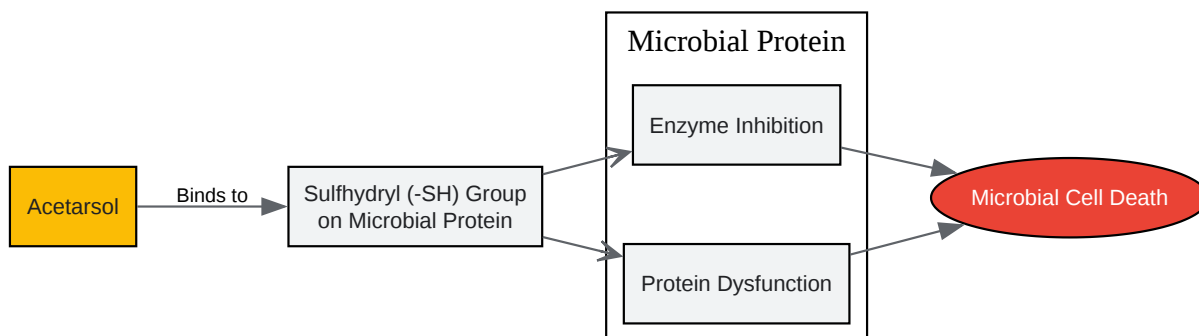 Acetarsol
Binds to
Sulfhydryl (-SH) Group
on Microbial Protein
Microbial Protein
Enzyme Inhibition
Protein Dysfunction
Microbial Cell Death